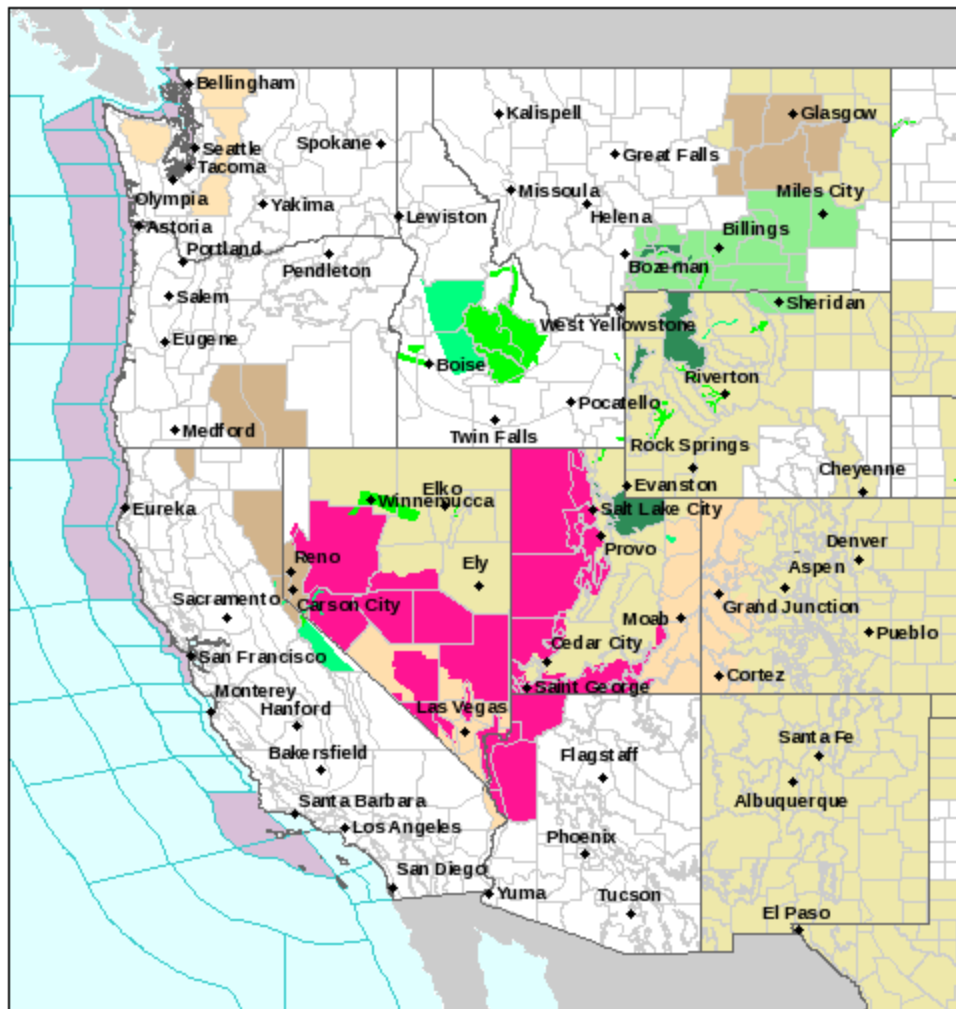 Bellingham
Kalispell
Glasgow
Spokane
Seattle
Great Falls
Tacoma
Miles City
Olympia
Missoula
Yakima
Helena
Lewiston
Astoria
Billings
Portland
Pendleton
Bozeman
Salem
Sheridan
West Yellowstone
Eugene
Boise
Riverton
Pocatello
Medford
Twin Falls
Rock Springs
Cheyenne
Elko
Evanston
Winnemucca
Eureka
Salt Lake City
Denver
Provo
Reno
Ely
Aspen
Sacramento
Carson City
Grand Junction
Moab
Pueblo
Cedar City
San Francisco
Cortez
Saint George
Monterey
Hanford
Las Vegas
Santa Fe
Bakersfield
Flagstaff
Santa Barbara
Albuquerque
Los Angeles
Phoenix
San Diego
Yuma
Tucson
El Paso